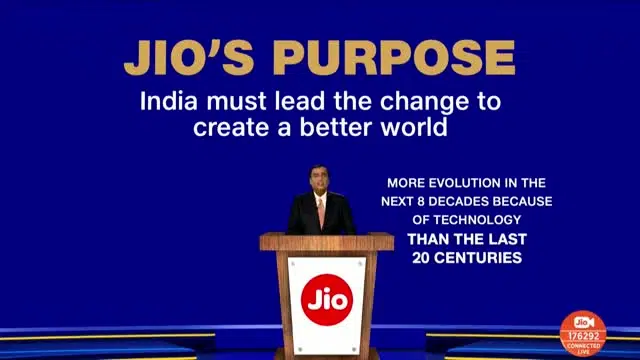 JIO'S PURPOSE
India must lead the change to
create a better world
MORE EVOLUTION IN THE
NEXT 8 DECADES BECAUSE
OF TECHNOLOGY
THAN THE LAST
20 CENTURIES
Jio
Jio
176292
CONNECTED
LIVE